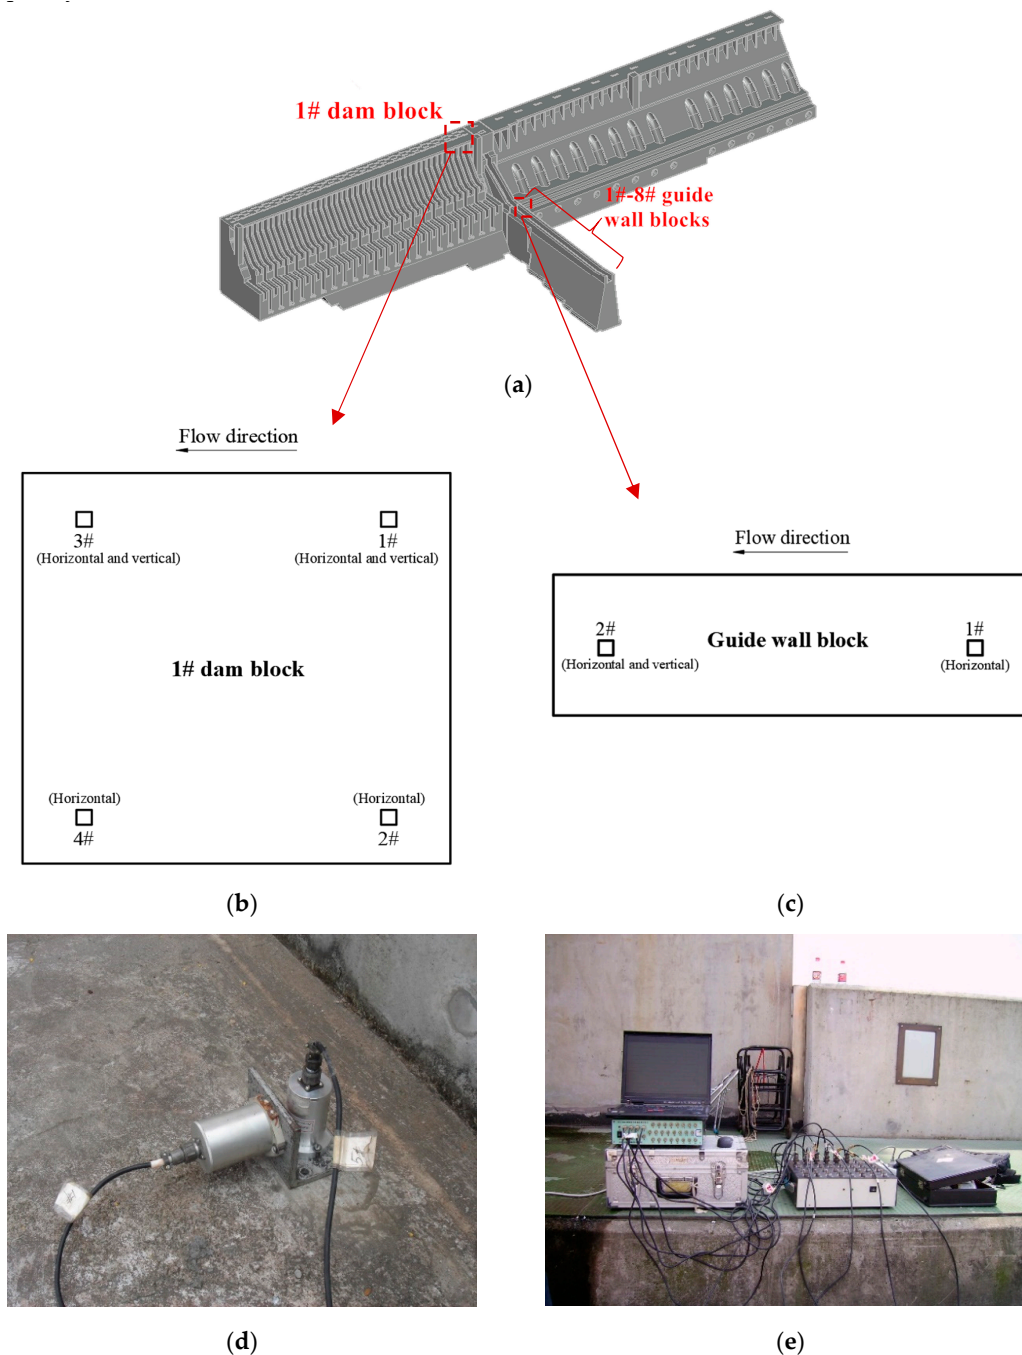 1# dam block
1#-8# guide
wall blocks
(a)
Flow direction
3#
(Horizontal and vertical)
1#
(Horizontal and vertical)
1# dam block
(Horizontal)
4#
(Horizontal)
2#
(b)
Flow direction
2#
(Horizontal and vertical)
Guide wall block
1#
(Horizontal)
(c)
(d)
(e)